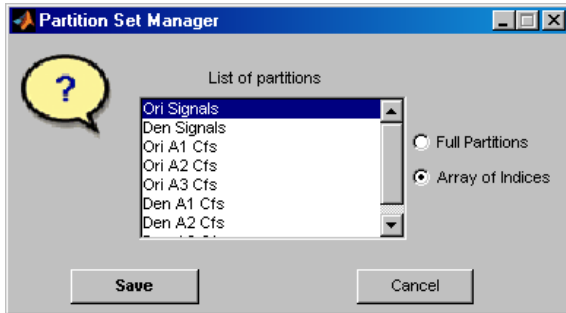 Partition Set Manager
?
List of partitions
Ori Signals
Den Signals
Ori A1 Cfs
Ori A2 Cfs
Ori A3 Cfs
Den A1 Cfs
Den A2 Cfs
Full Partitions
Array of Indices
Save
Cancel